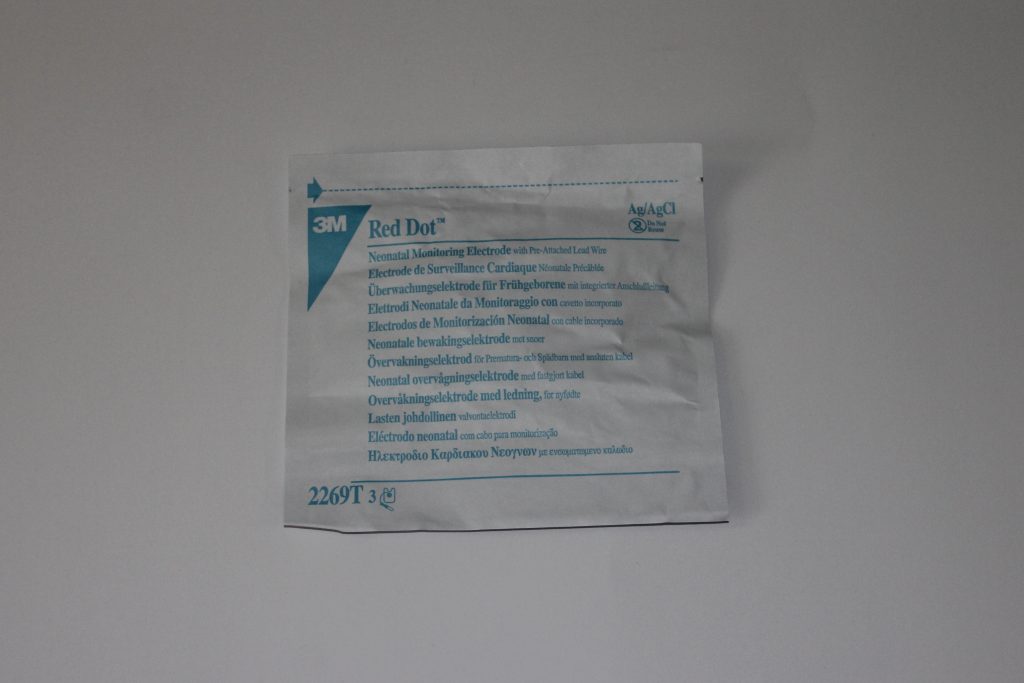 3M
Red Dot™
Ag/AgCl
Do Not
Reuse
Neonatal Monitoring Electrode with Pre-Attached Lead Wire
Electrode de Surveillance Cardiaque Néonatale Précâblée
Überwachungselektrode für Frühgeborene mit integrierter Anschlußleitung
Elettrodi Neonatale da Monitoraggio con cavetto incorporato
Electrodos de Monitorización Neonatal con cable incorporado
Neonatale bewakingselektrode met snoer
Övervakningselektrod för Prematura- och Spädbarn med ansluten kabel
Neonatal overvågningselektrode med fastgjort kabel
Overvåkningselektrode med ledning, for nyfødte
Lasten johdollinen valvontaelektrodi
Eléctrodo neonatal com cabo para monitorização
Ηλεκτροδιο Καρδιακου Νεογνων με ενσωματωμενο καλωδιο
2269T 3